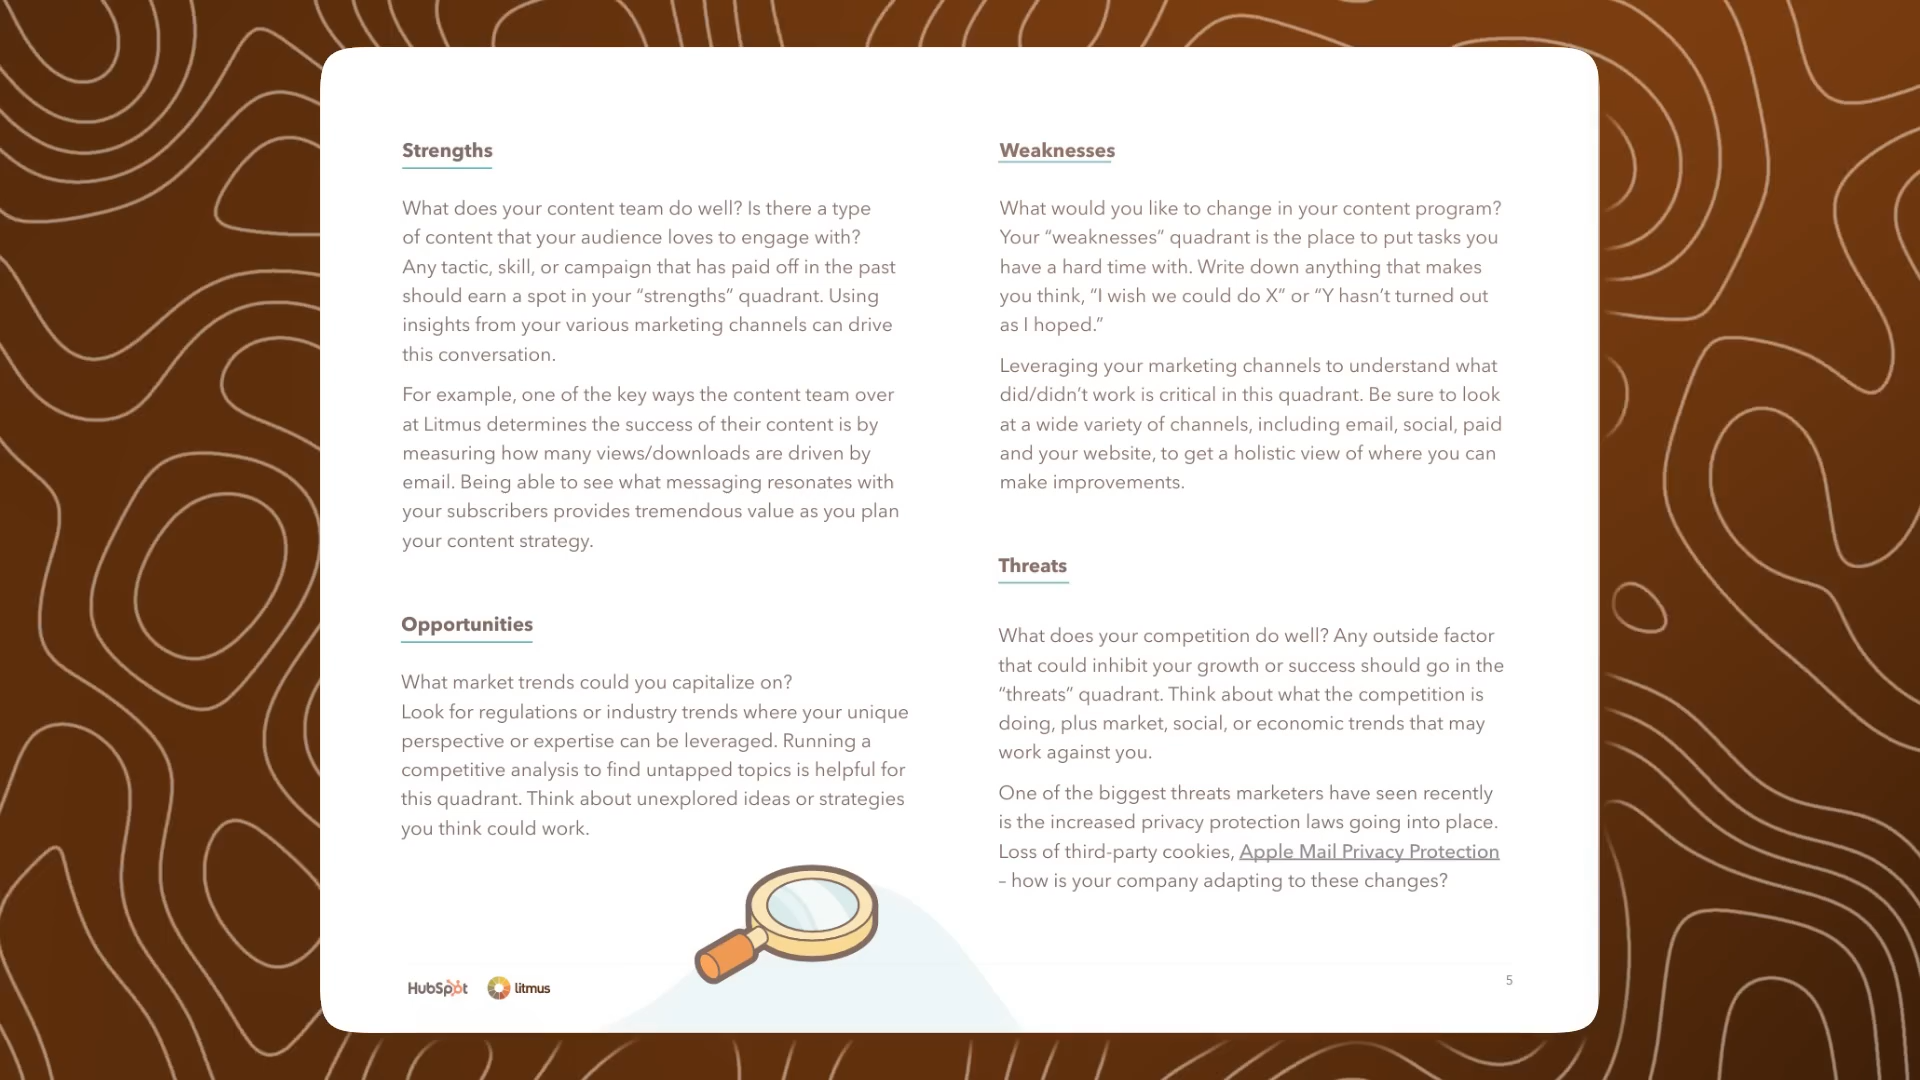 Strengths
What does your content team do well? Is there a type
of content that your audience loves to engage with?
Any tactic, skill, or campaign that has paid off in the past
should earn a spot in your “strengths” quadrant. Using
insights from your various marketing channels can drive
this conversation.
For example, one of the key ways the content team over
at Litmus determines the success of their content is by
measuring how many views/downloads are driven by
email. Being able to see what messaging resonates with
your subscribers provides tremendous value as you plan
your content strategy.
Opportunities
What market trends could you capitalize on?
Look for regulations or industry trends where your unique
perspective or expertise can be leveraged. Running a
competitive analysis to find untapped topics is helpful for
this quadrant. Think about unexplored ideas or strategies
you think could work.
Weaknesses
What would you like to change in your content program?
Your “weaknesses” quadrant is the place to put tasks you
have a hard time with. Write down anything that makes
you think, “I wish we could do X” or “Y hasn’t turned out
as I hoped.”
Leveraging your marketing channels to understand what
did/didn’t work is critical in this quadrant. Be sure to look
at a wide variety of channels, including email, social, paid
and your website, to get a holistic view of where you can
make improvements.
Threats
What does your competition do well? Any outside factor
that could inhibit your growth or success should go in the
“threats” quadrant. Think about what the competition is
doing, plus market, social, or economic trends that may
work against you.
One of the biggest threats marketers have seen recently
is the increased privacy protection laws going into place.
Loss of third-party cookies, Apple Mail Privacy Protection
– how is your company adapting to these changes?
HubSpot litmus
5